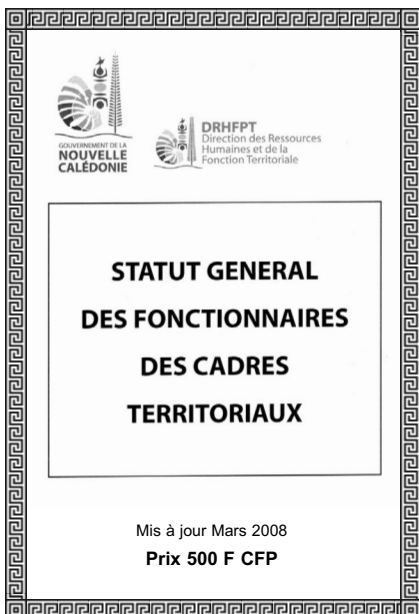 GOUVERNEMENT DE LA
NOUVELLE
CALÉDONIE
DRHFPT
Direction des Ressources
Humaines et de la
Fonction Territoriale
STATUT GENERAL
DES FONCTIONNAIRES
DES CADRES
TERRITORIAUX
Mis à jour Mars 2008
Prix 500 F CFP